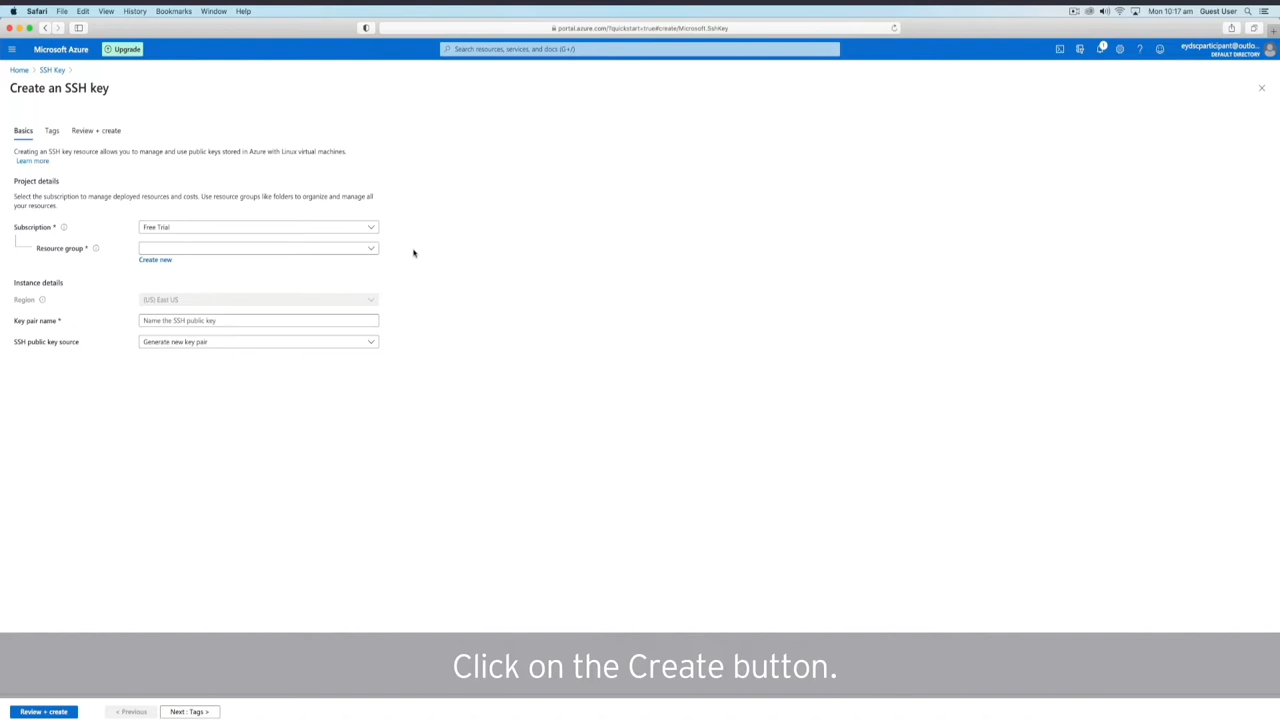 Safari File Edit View History Bookmarks Window Help
Mon 10:17 am Guest User
portal.azure.com/?quickstart=true#create/Microsoft.SshKey
Microsoft Azure Upgrade Search resources, services, and docs (G+/) 1 eydscparticipant@outlo...
DEFAULT DIRECTORY
Home > SSH Key >
Create an SSH key
Basics Tags Review + create
Creating an SSH key resource allows you to manage and use public keys stored in Azure with Linux virtual machines.
Learn more
Project details
Select the subscription to manage deployed resources and costs. Use resource groups like folders to organize and manage all
your resources.
Subscription * Free Trial
Resource group *
Create new
Instance details
Region (US) East US
Key pair name * Name the SSH public key
SSH public key source Generate new key pair
Click on the Create button.
Review + create < Previous Next : Tags >